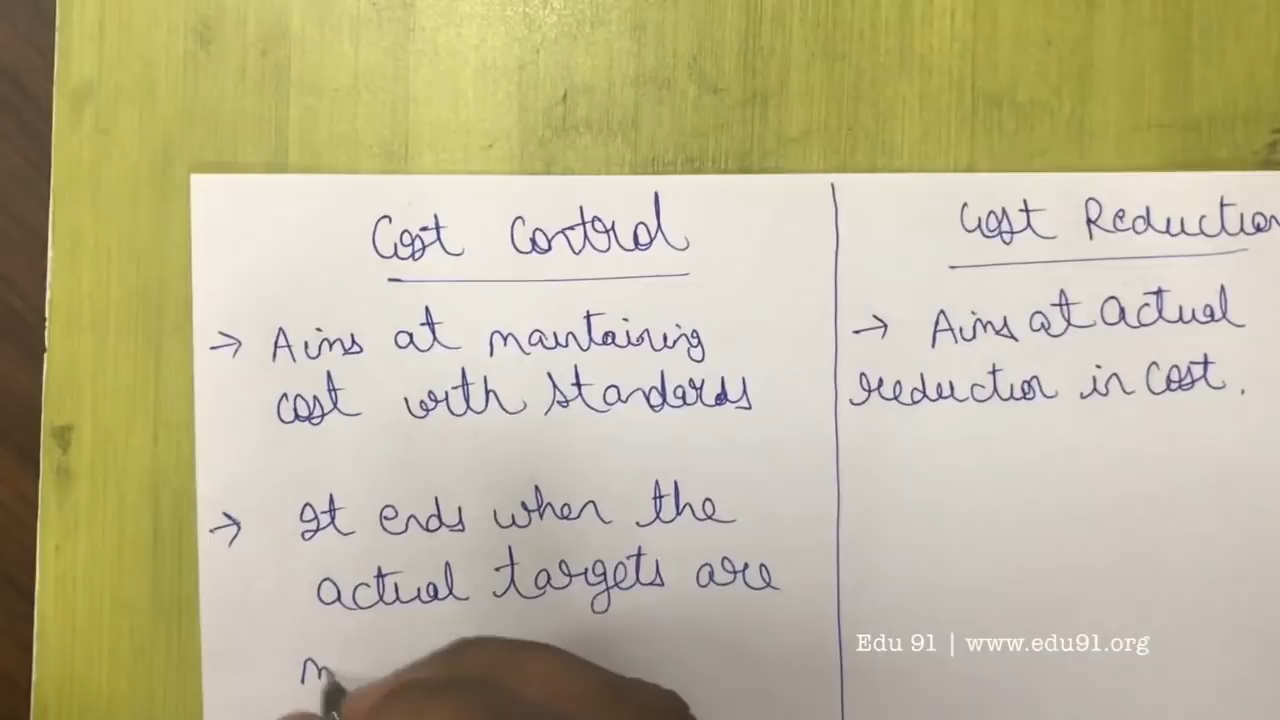 Cost Control
→ Aims at maintaining
cost with standards
→ It ends when the
actual targets are
Cost Reduction
→ Aims at actual
reduction in cost.
Edu 91 | www.edu91.org